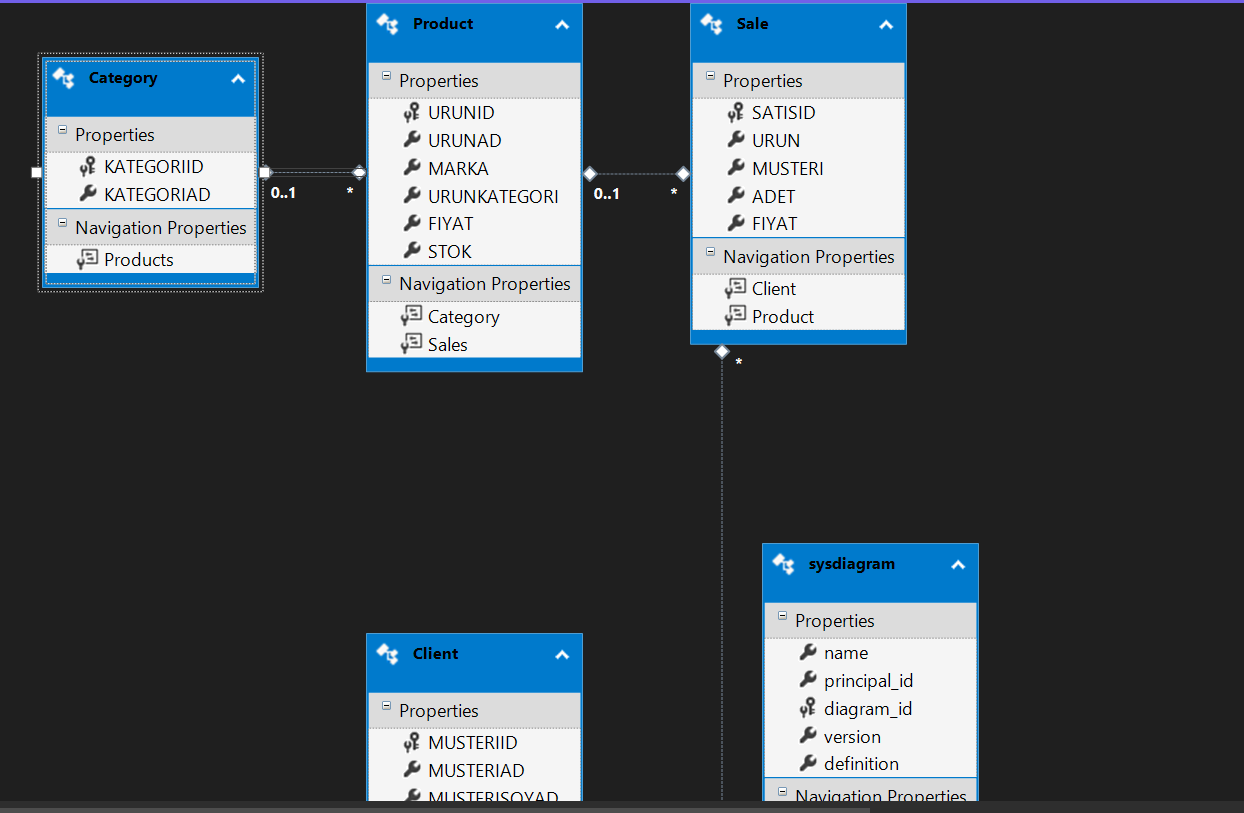 Category
Properties
KATEGORIID
KATEGORIAD
Navigation Properties
Products
0..1
*
Product
Properties
URUNID
URUNAD
MARKA
URUNKATEGORI
FIYAT
STOK
Navigation Properties
Category
Sales
0..1
*
Sale
Properties
SATISID
URUN
MUSTERI
ADET
FIYAT
Navigation Properties
Client
Product
*
Client
Properties
MUSTERIID
MUSTERIAD
MUSTERISOYAD
sysdiagram
Properties
name
principal_id
diagram_id
version
definition
Navigation Properties